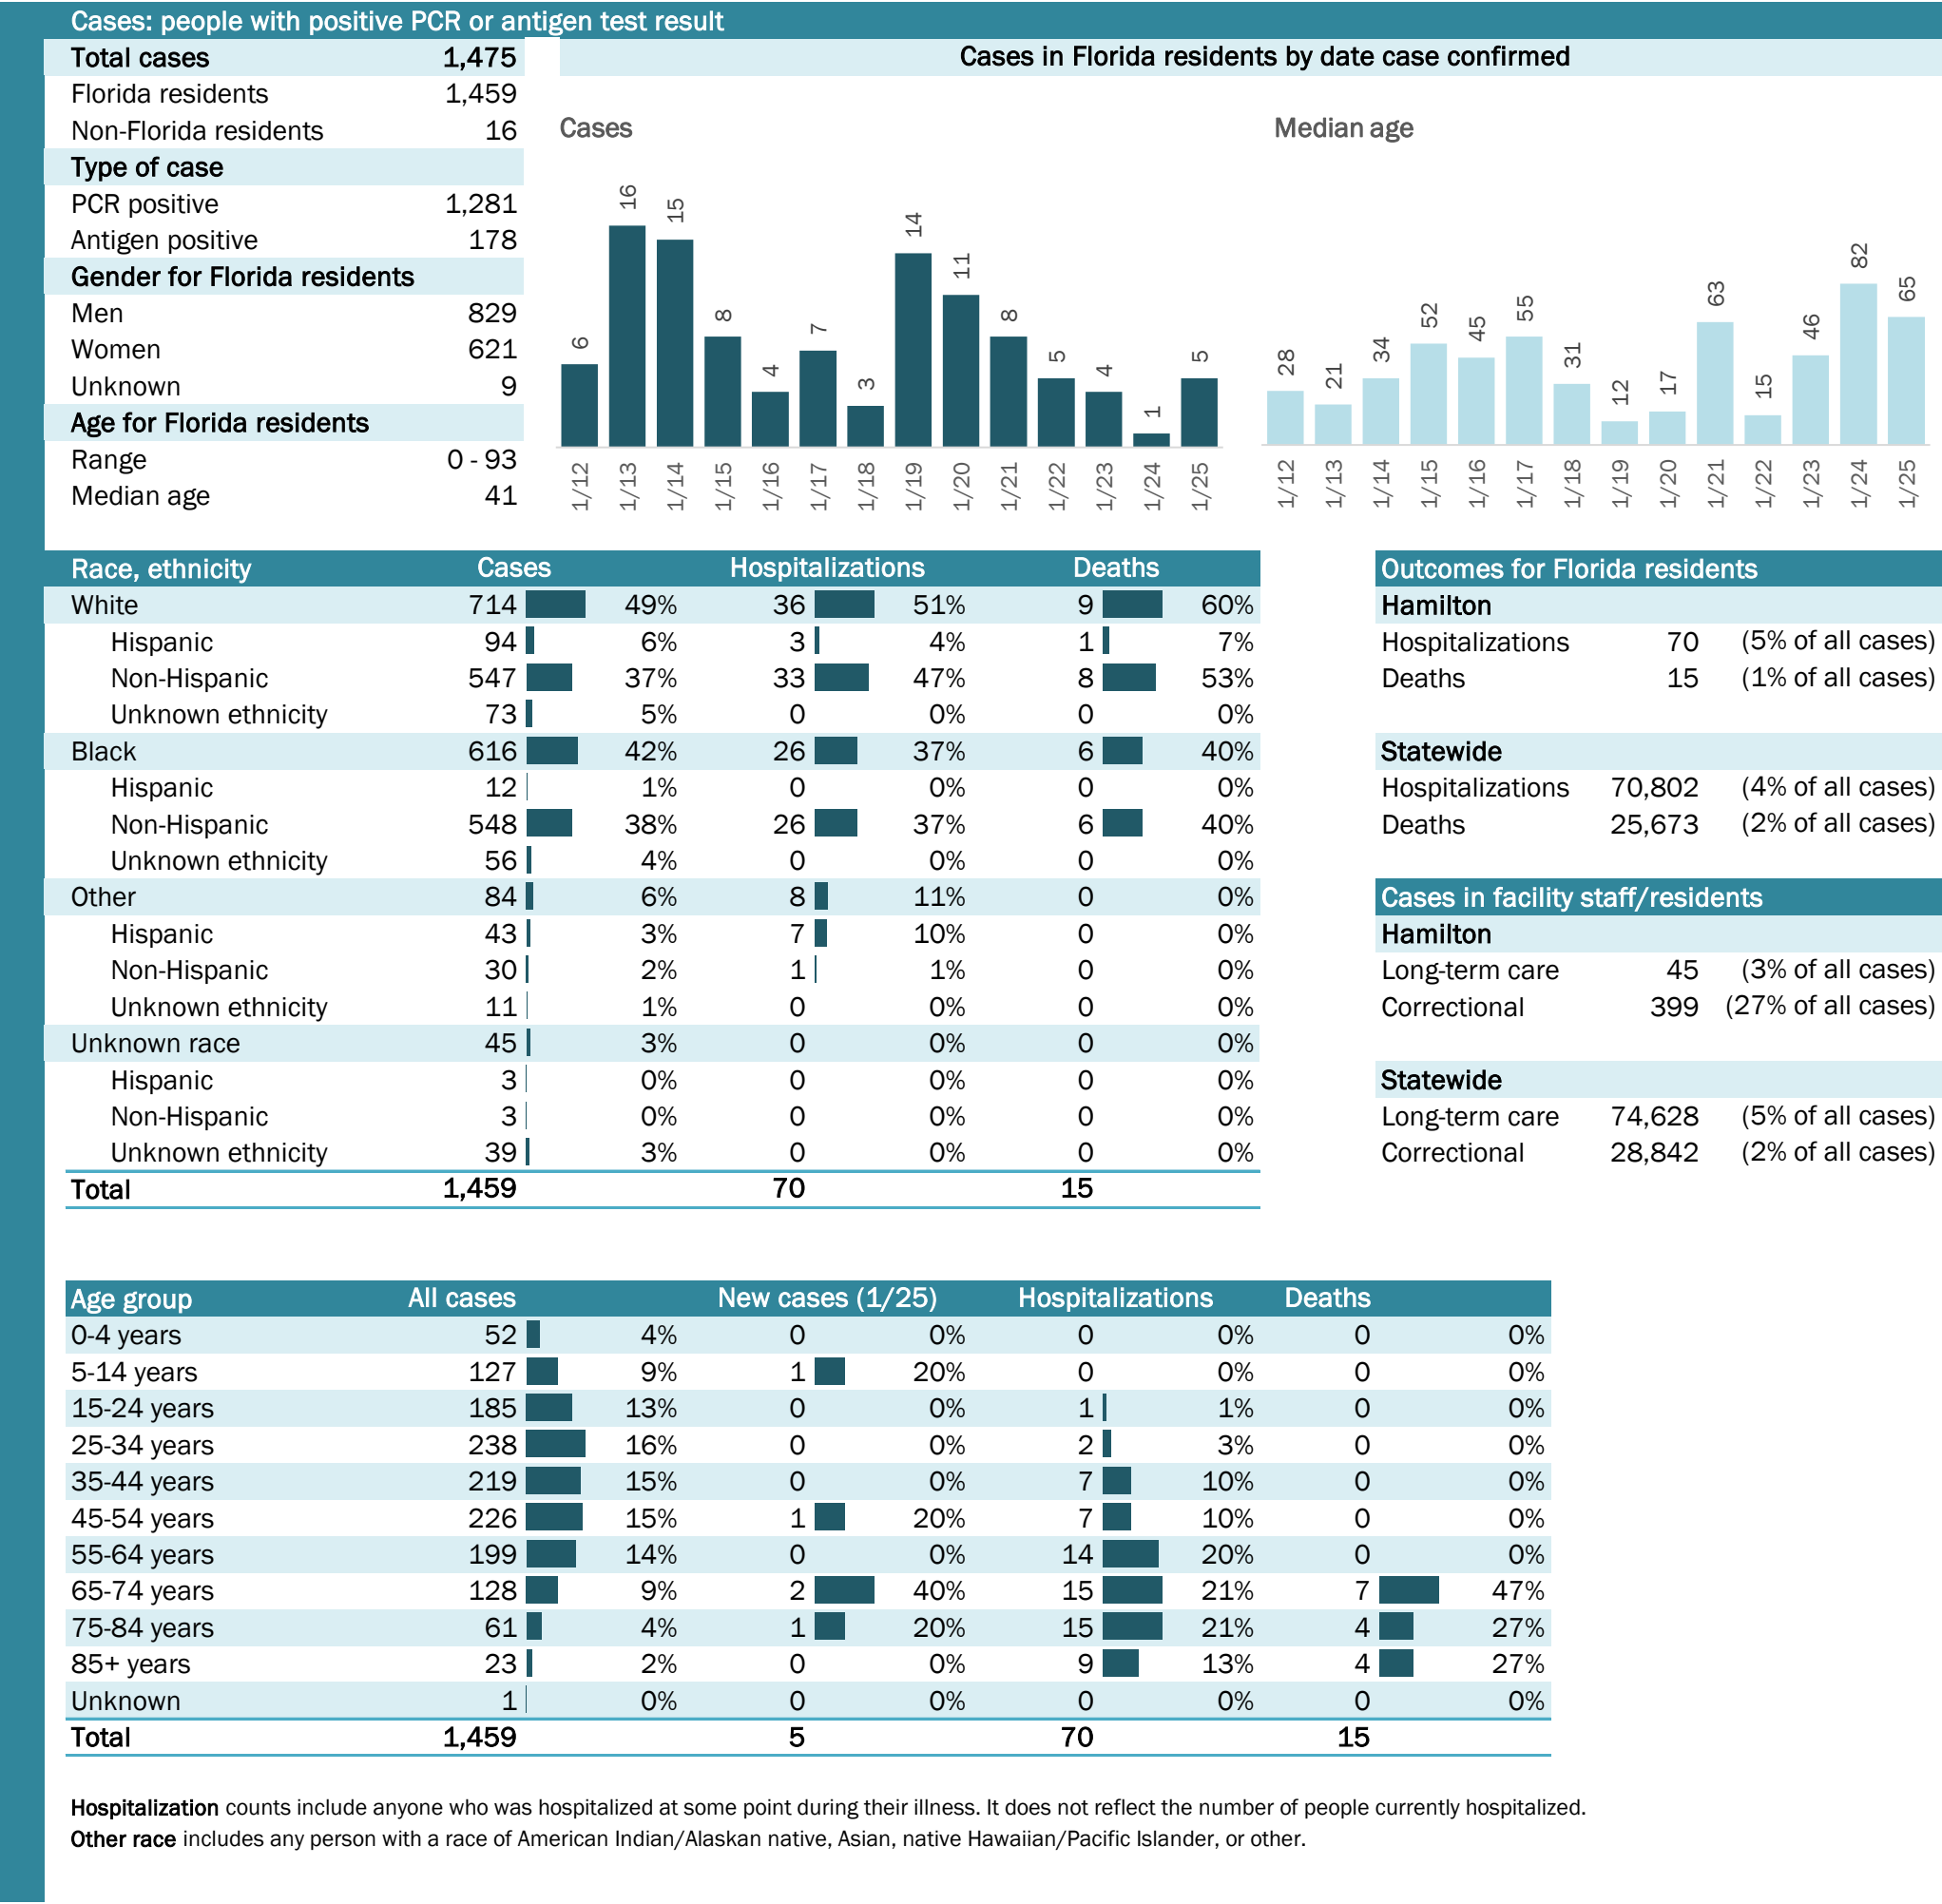 Cases: people with positive PCR or antigen test result
Total cases 1,475
Florida residents 1,459
Non-Florida residents 16
Type of case
PCR positive 1,281
Antigen positive 178
Gender for Florida residents
Men 829
Women 621
Unknown 9
Age for Florida residents
Range 0 - 93
Median age 41
Cases in Florida residents by date case confirmed
Cases
6 16 15 8 4 7 3 14 11 8 5 4 1 5
1/12 1/13 1/14 1/15 1/16 1/17 1/18 1/19 1/20 1/21 1/22 1/23 1/24 1/25
Median age
28 21 34 52 45 55 31 12 17 63 15 46 82 65
1/12 1/13 1/14 1/15 1/16 1/17 1/18 1/19 1/20 1/21 1/22 1/23 1/24 1/25
Race, ethnicity Cases Hospitalizations Deaths
White 714 49% 36 51% 9 60%
Hispanic 94 6% 3 4% 1 7%
Non-Hispanic 547 37% 33 47% 8 53%
Unknown ethnicity 73 5% 0 0% 0 0%
Black 616 42% 26 37% 6 40%
Hispanic 12 1% 0 0% 0 0%
Non-Hispanic 548 38% 26 37% 6 40%
Unknown ethnicity 56 4% 0 0% 0 0%
Other 84 6% 8 11% 0 0%
Hispanic 43 3% 7 10% 0 0%
Non-Hispanic 30 2% 1 1% 0 0%
Unknown ethnicity 11 1% 0 0% 0 0%
Unknown race 45 3% 0 0% 0 0%
Hispanic 3 0% 0 0% 0 0%
Non-Hispanic 3 0% 0 0% 0 0%
Unknown ethnicity 39 3% 0 0% 0 0%
Total 1,459 70 15
Outcomes for Florida residents
Hamilton
Hospitalizations 70 (5% of all cases)
Deaths 15 (1% of all cases)
Statewide
Hospitalizations 70,802 (4% of all cases)
Deaths 25,673 (2% of all cases)
Cases in facility staff/residents
Hamilton
Long-term care 45 (3% of all cases)
Correctional 399 (27% of all cases)
Statewide
Long-term care 74,628 (5% of all cases)
Correctional 28,842 (2% of all cases)
Age group All cases New cases (1/25) Hospitalizations Deaths
0-4 years 52 4% 0 0% 0 0% 0 0%
5-14 years 127 9% 1 20% 0 0% 0 0%
15-24 years 185 13% 0 0% 1 1% 0 0%
25-34 years 238 16% 0 0% 2 3% 0 0%
35-44 years 219 15% 0 0% 7 10% 0 0%
45-54 years 226 15% 1 20% 7 10% 0 0%
55-64 years 199 14% 0 0% 14 20% 0 0%
65-74 years 128 9% 2 40% 15 21% 7 47%
75-84 years 61 4% 1 20% 15 21% 4 27%
85+ years 23 2% 0 0% 9 13% 4 27%
Unknown 1 0% 0 0% 0 0% 0 0%
Total 1,459 5 70 15
Hospitalization counts include anyone who was hospitalized at some point during their illness. It does not reflect the number of people currently hospitalized.
Other race includes any person with a race of American Indian/Alaskan native, Asian, native Hawaiian/Pacific Islander, or other.